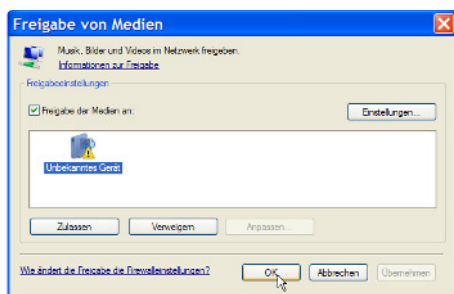 Freigabe von Medien
Musik, Bilder und Videos im Netzwerk freigeben.
Informationen zur Freigabe
Freigabeeinstellungen
Freigabe der Medien an:
Einstellungen...
Unbekanntes Gerät
Zulassen
Verweigern
Anpassen...
Wie ändert die Freigabe die Firewalleinstellungen?
OK
Abbrechen
Übernehmen